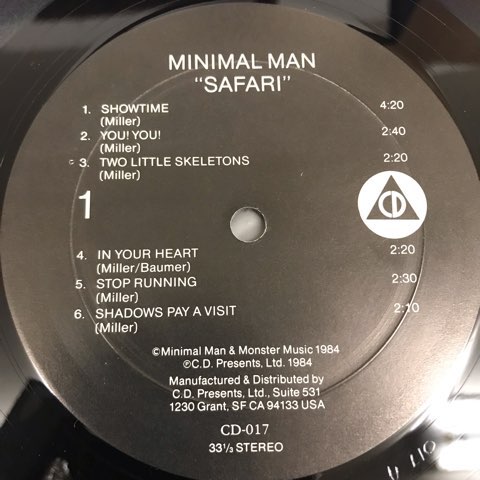 MINIMAL MAN
"SAFARI"
1. SHOWTIME 4:20
(Miller)
2. YOU! YOU! 2:40
(Miller)
3. TWO LITTLE SKELETONS 2:20
(Miller)
1
CD
4. IN YOUR HEART 2:20
(Miller/Baumer)
5. STOP RUNNING 2:30
(Miller)
6. SHADOWS PAY A VISIT 2:10
(Miller)
©Minimal Man & Monster Music 1984
℗C.D. Presents, Ltd. 1984
Manufactured & Distributed by
C.D. Presents, Ltd., Suite 531
1230 Grant, SF CA 94133 USA
CD-017
33⅓ STEREO